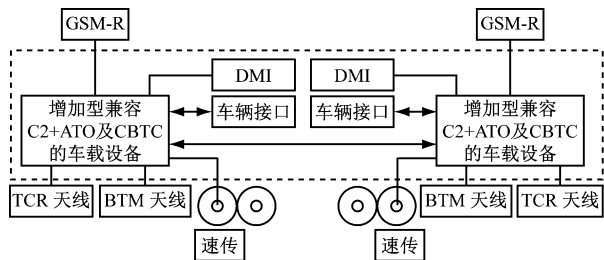 GSM-R
GSM-R
DMI
DMI
增加型兼容
C2+ATO及CBTC
的车载设备
车辆接口
车辆接口
增加型兼容
C2+ATO及CBTC
的车载设备
TCR 天线
BTM 天线
BTM 天线
TCR 天线
速传
速传